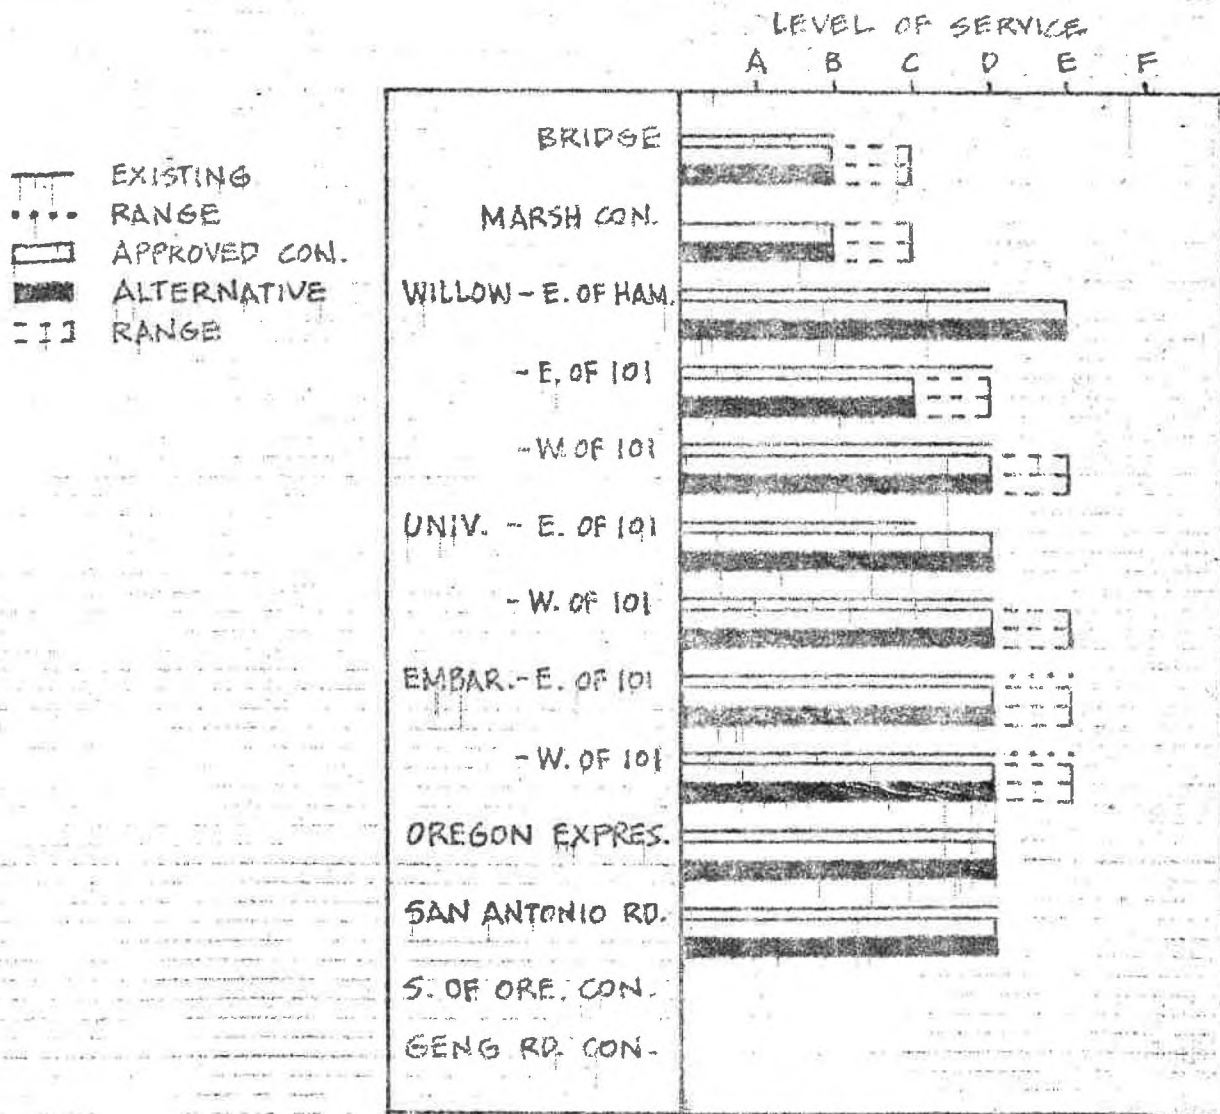 LEVEL OF SERVICE
A B C D E F
EXISTING
RANGE
APPROVED CON.
ALTERNATIVE
RANGE
BRIDGE
MARSH CON.
WILLOW - E. OF HAM.
- E. OF 101
- W. OF 101
UNIV. - E. OF 101
- W. OF 101
EMBAR. - E. OF 101
- W. OF 101
OREGON EXPRES.
SAN ANTONIO RD.
S. OF ORE. CON.
GENG RD. CON.